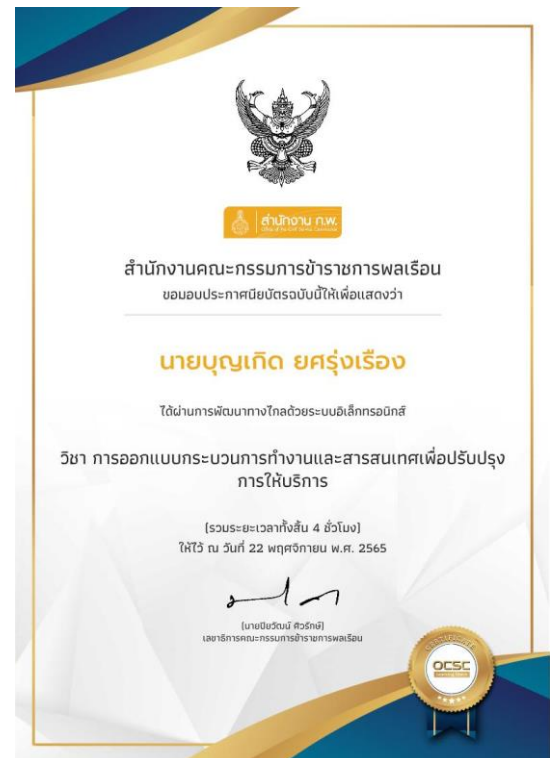 สำนักงาน ก.พ.
Office of the Civil Service Commission
สำนักงานคณะกรรมการข้าราชการพลเรือน
ขอมอบประกาศนียบัตรฉบับนี้ให้เพื่อแสดงว่า
นายบุญเกิด ยศรุ่งเรือง
ได้ผ่านการพัฒนาทางไกลด้วยระบบอิเล็กทรอนิกส์
วิชา การออกแบบกระบวนการทำงานและสารสนเทศเพื่อปรับปรุง
การให้บริการ
(รวมระยะเวลาทั้งสิ้น 4 ชั่วโมง)
ให้ไว้ ณ วันที่ 22 พฤศจิกายน พ.ศ. 2565
(นายปิยวัฒน์ ศิวรักษ์)
เลขาธิการคณะกรรมการข้าราชการพลเรือน
CERTIFICATE
OCSC